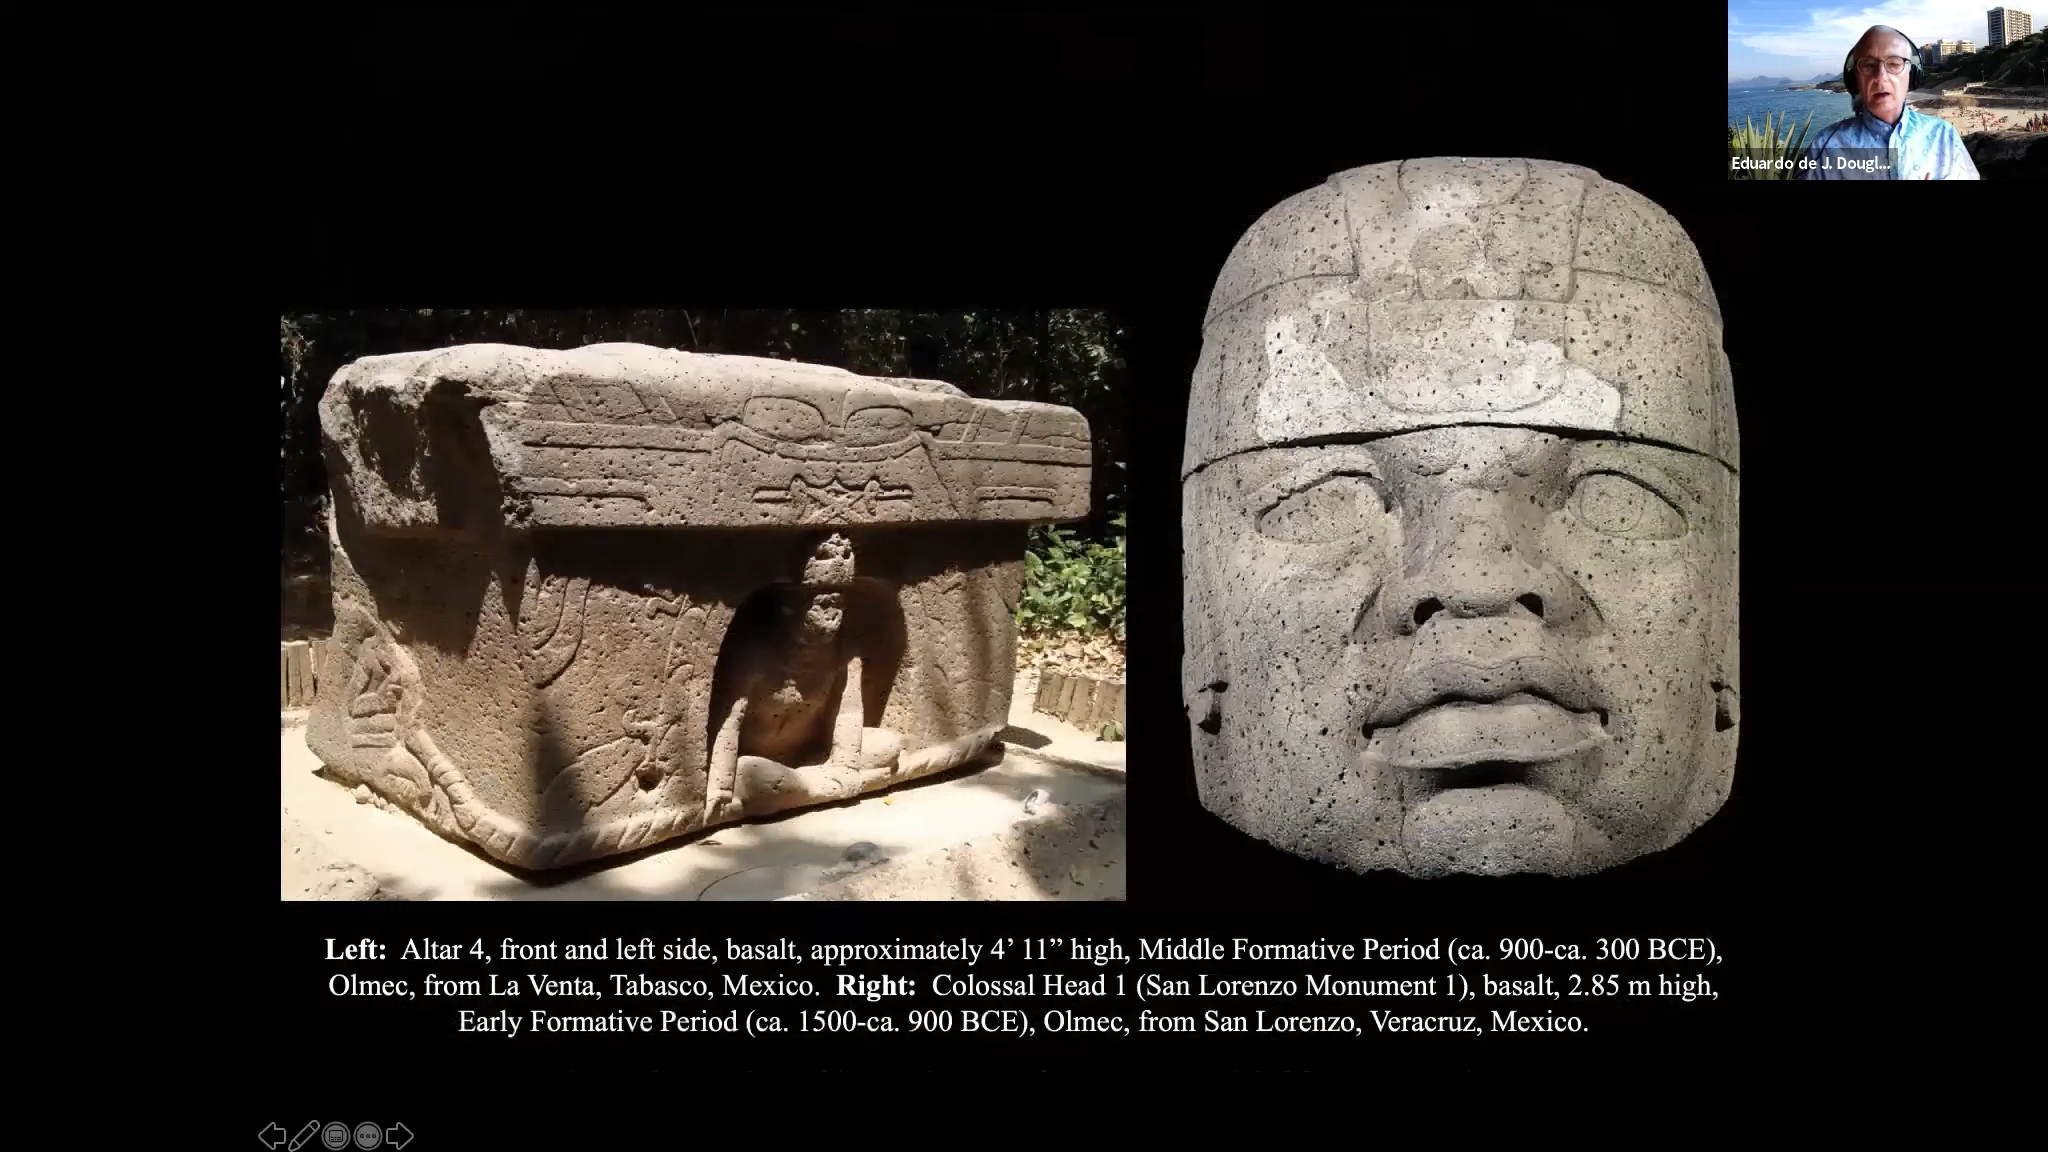 Eduardo de J. Dougl...
Left: Altar 4, front and left side, basalt, approximately 4’ 11” high, Middle Formative Period (ca. 900-ca. 300 BCE),
Olmec, from La Venta, Tabasco, Mexico. Right: Colossal Head 1 (San Lorenzo Monument 1), basalt, 2.85 m high,
Early Formative Period (ca. 1500-ca. 900 BCE), Olmec, from San Lorenzo, Veracruz, Mexico.